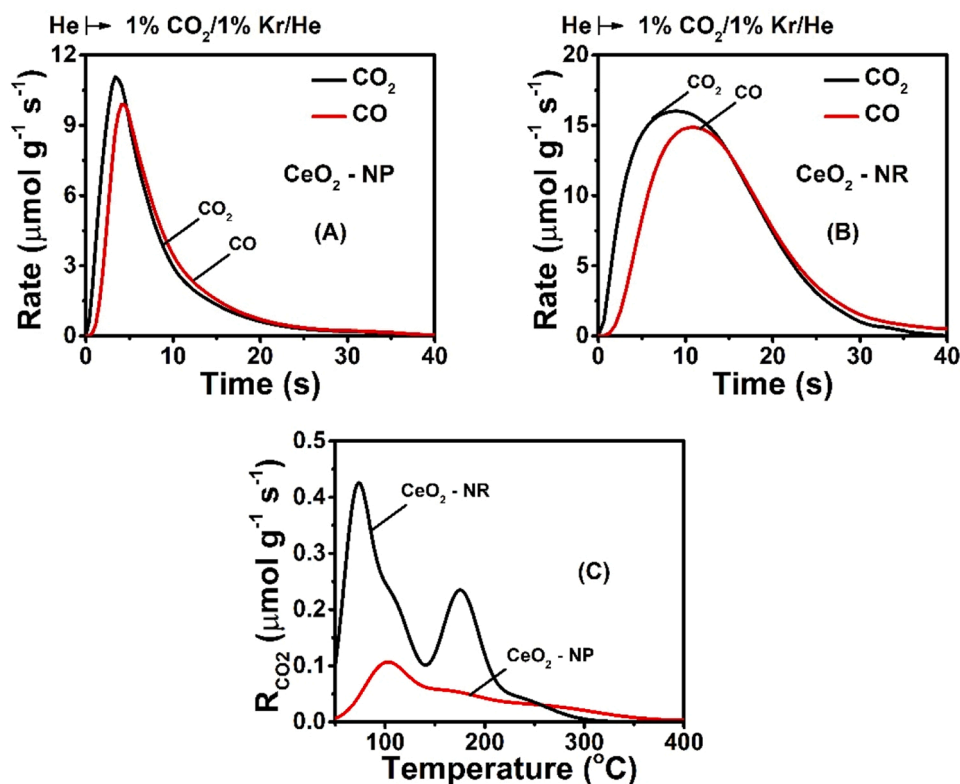 He ↦ 1% CO₂/1% Kr/He
12
9
6
3
0
0 10 20 30 40
Rate (μmol g⁻¹ s⁻¹)
Time (s)
CO₂
CO
CeO₂ - NP
CO₂
CO
(A)
He ↦ 1% CO₂/1% Kr/He
20
15
10
5
0
0 10 20 30 40
Rate (μmol g⁻¹ s⁻¹)
Time (s)
CO₂
CO
CO₂
CO
CeO₂ - NR
(B)
0.5
0.4
0.3
0.2
0.1
0.0
100 200 300 400
R_CO2 (μmol g⁻¹ s⁻¹)
Temperature (°C)
CeO₂ - NR
(C)
CeO₂ - NP